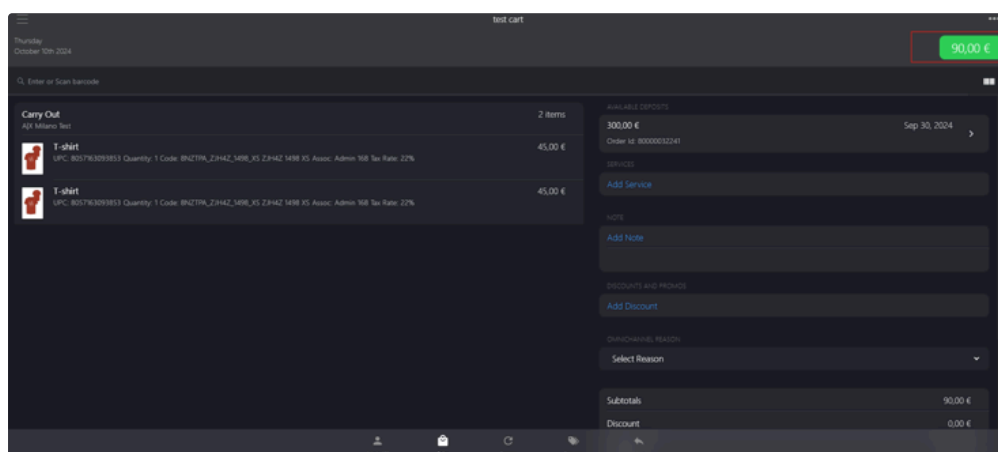 test cart
Thursday
October 10th 2024
90,00 €
Enter or Scan barcode
Carry Out
2 items
AJX Milano Test
T-shirt
45,00 €
UPC: 8057163093853 Quantity: 1 Code: BNZTPA_ZJH4Z_1498_XS ZJH4Z 1498 XS Assoc: Admin 168 Tax Rate: 22%
T-shirt
45,00 €
UPC: 8057163093853 Quantity: 1 Code: BNZTPA_ZJH4Z_1498_XS ZJH4Z 1498 XS Assoc: Admin 168 Tax Rate: 22%
AVAILABLE DEPOSITS
300,00 €
Sep 30, 2024
Order Id: 80000032241
SERVICES
Add Service
NOTE
Add Note
DISCOUNTS AND PROMOS
Add Discount
OMNICHANNEL REASON
Select Reason
Subtotals
90,00 €
Discount
0,00 €